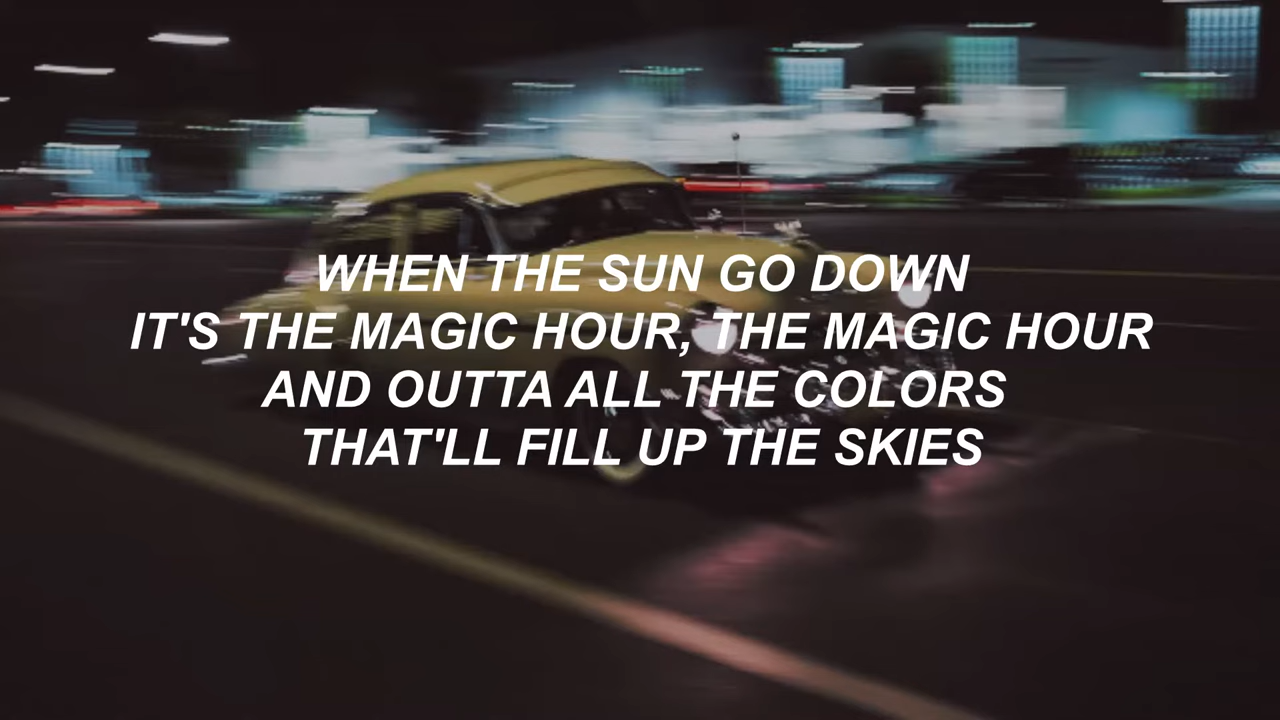 WHEN THE SUN GO DOWN
IT'S THE MAGIC HOUR, THE MAGIC HOUR
AND OUTTA ALL THE COLORS
THAT'LL FILL UP THE SKIES